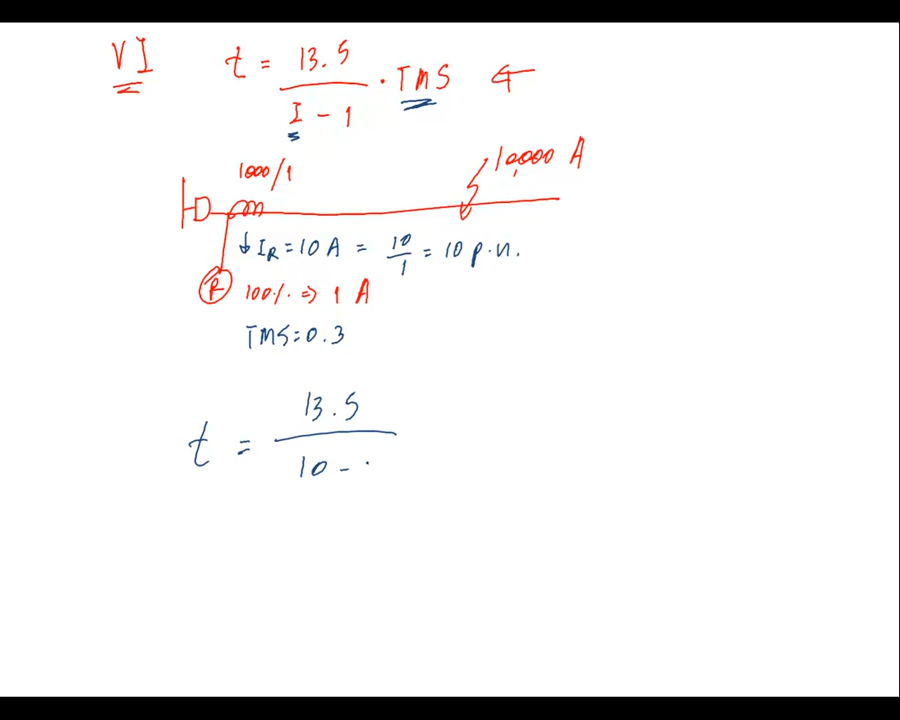 VI t = 13.5 / I - 1 · TMS ←
1000/1 10,000 A
↓ IR = 10 A = 10/1 = 10 p.u.
R 100% => 1 A
TMS = 0.3
t = 13.5 / 10 -